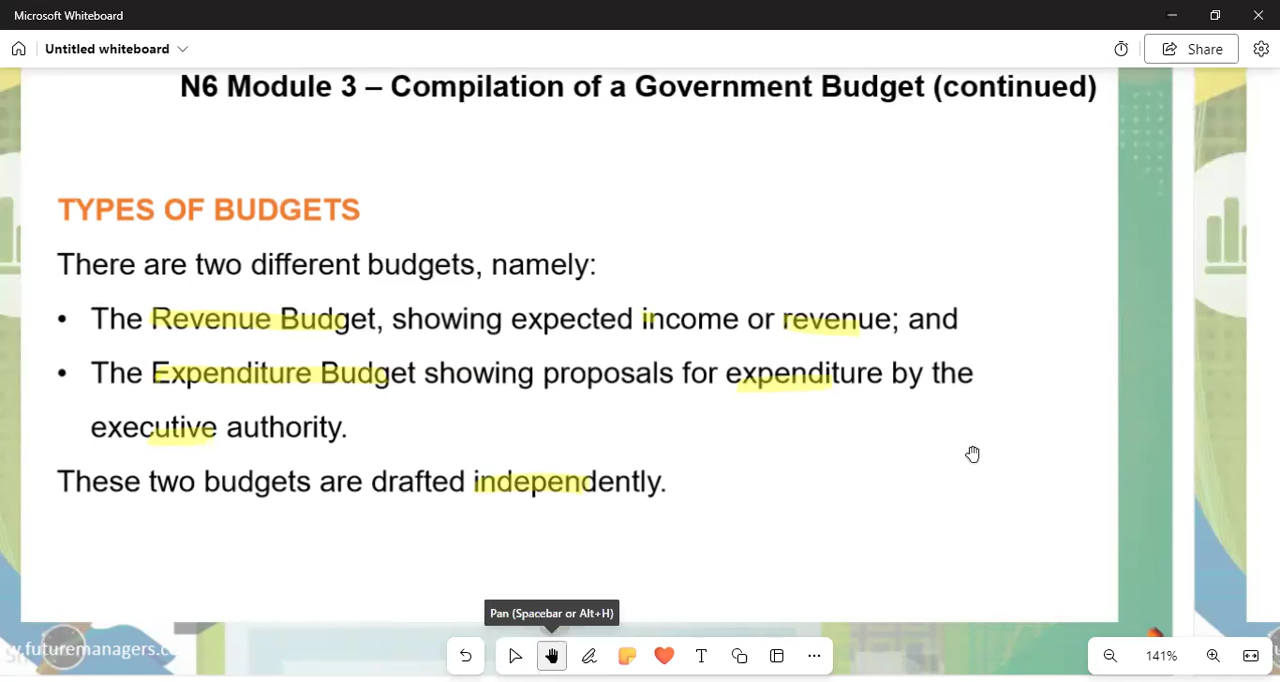 Microsoft Whiteboard
Untitled whiteboard
Share
N6 Module 3 – Compilation of a Government Budget (continued)
TYPES OF BUDGETS
There are two different budgets, namely:
• The Revenue Budget, showing expected income or revenue; and
• The Expenditure Budget showing proposals for expenditure by the
executive authority.
These two budgets are drafted independently.
Pan (Spacebar or Alt+H)
w.futuremanagers.c
T
141%